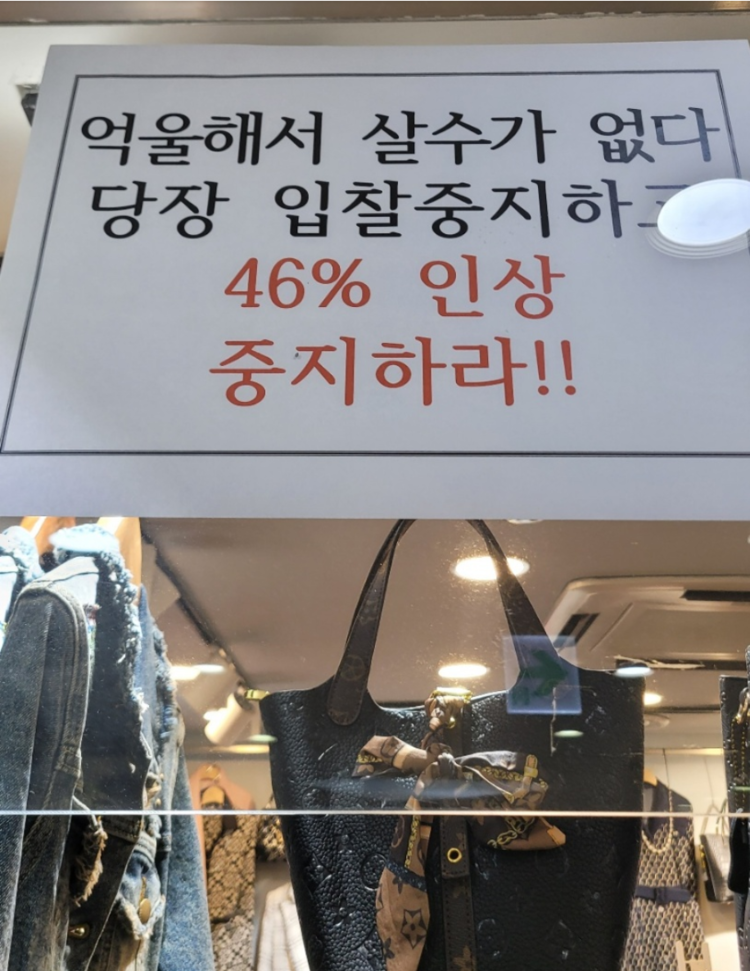 억울해서 살수가 없다
당장 입찰중지하고
46% 인상
중지하라!!